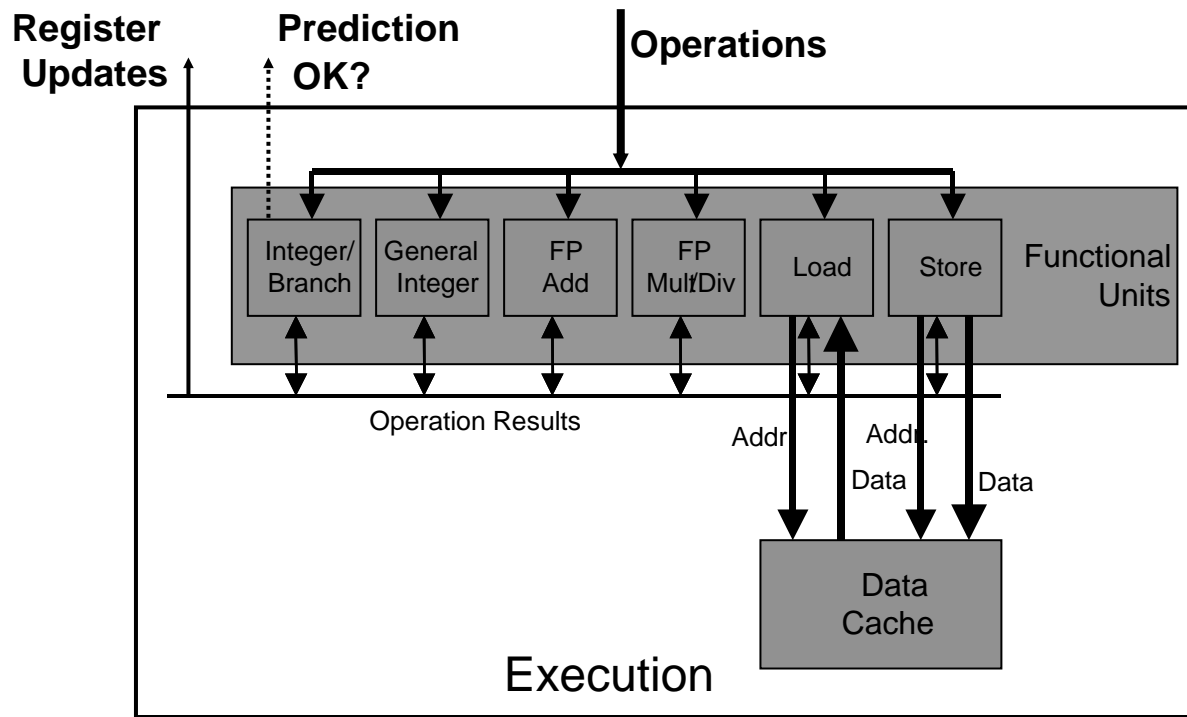 Register
Updates
Prediction
OK?
Operations
Integer/
Branch
General
Integer
FP
Add
FP
Mult/Div
Load
Store
Functional
Units
Operation Results
Addr
Addr.
Data
Data
Data
Cache
Execution